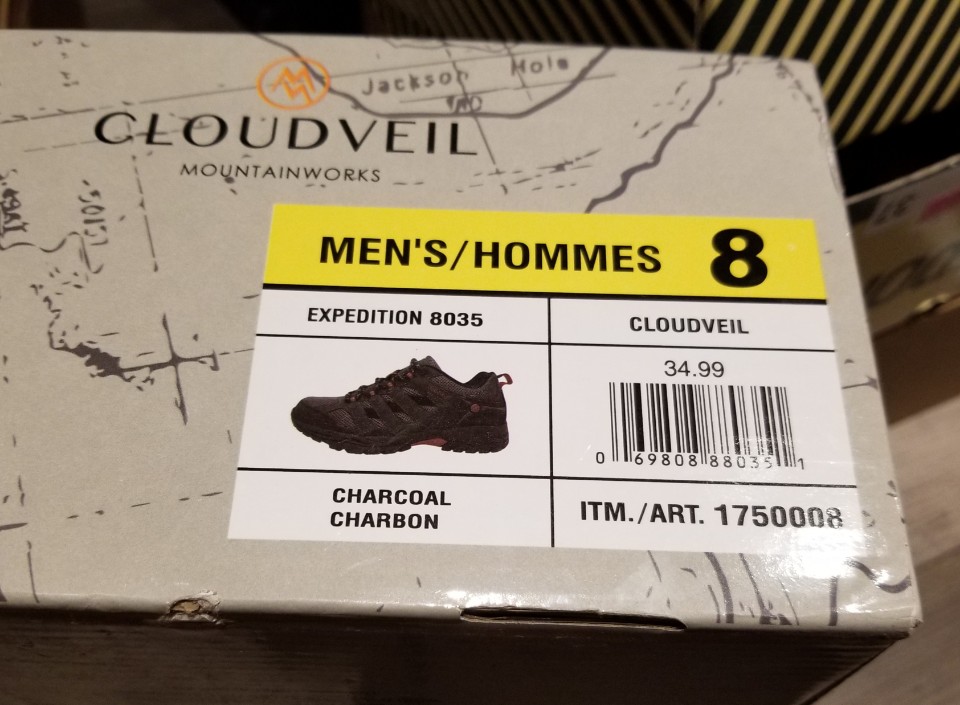 Jackson Hole
CLOUDVEIL
MOUNTAINWORKS
MEN'S/HOMMES 8
EXPEDITION 8035
CLOUDVEIL
34.99
0 69808 88035 1
CHARCOAL
CHARBON
ITM./ART. 1750008